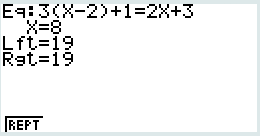 Eq:3(X-2)+1=2X+3
X=8
Lft=19
Rgt=19
REPT